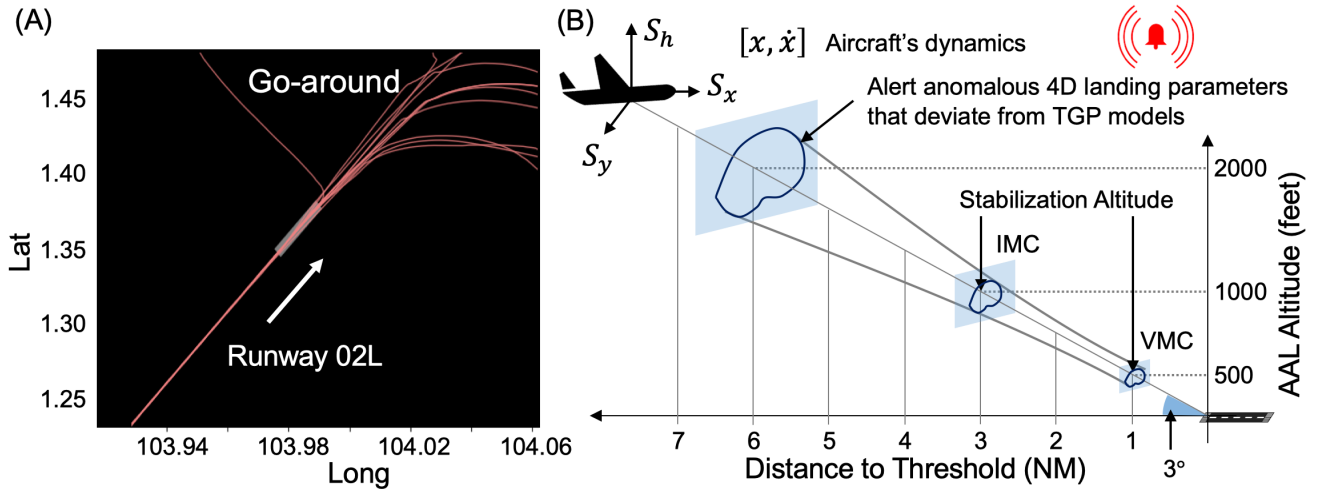 (A)
Go-around
Runway 02L
Lat
1.45
1.40
1.35
1.30
1.25
103.94
103.98
104.02
104.06
Long
(B)
S_h
S_x
S_y
[x, ẋ] Aircraft's dynamics
Alert anomalous 4D landing parameters
that deviate from TGP models
Stabilization Altitude
IMC
VMC
2000
1000
500
AAL Altitude (feet)
7
6
5
4
3
2
1
3°
Distance to Threshold (NM)